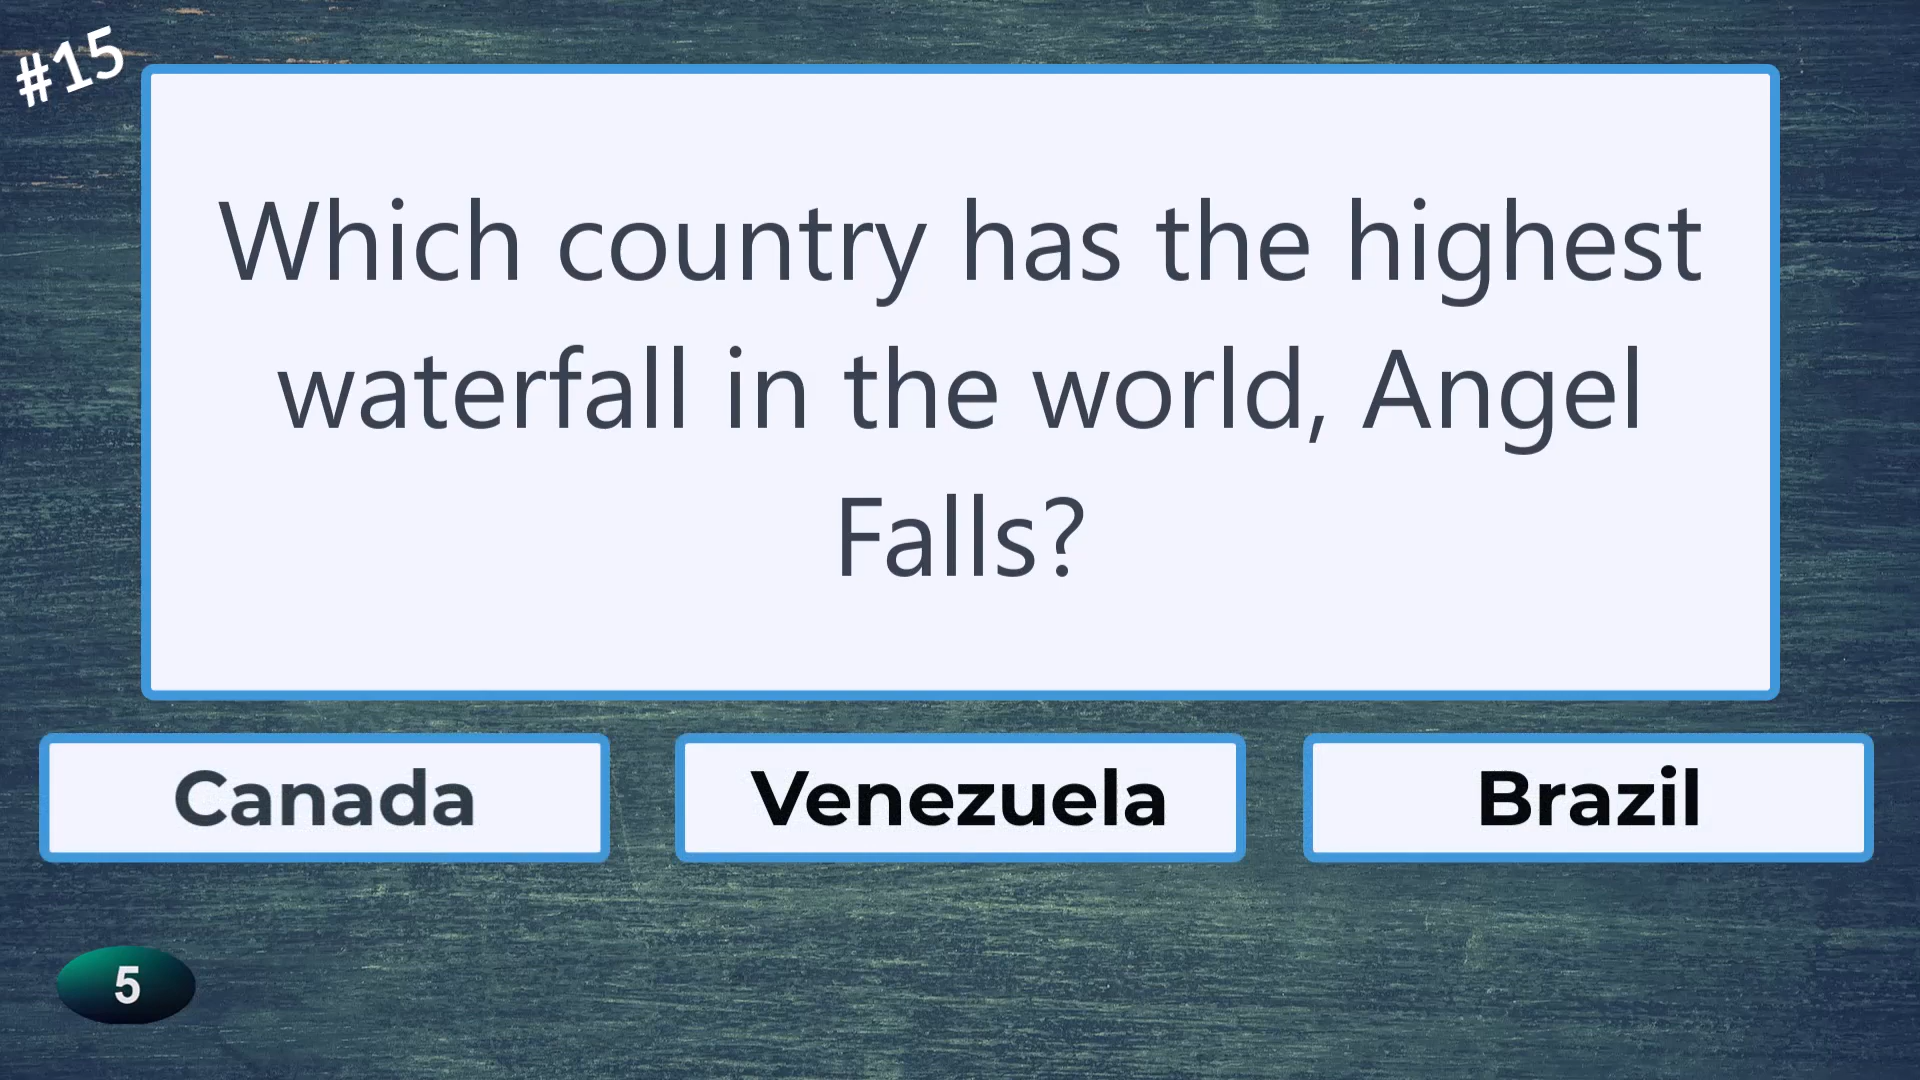 #15
Which country has the highest
waterfall in the world, Angel
Falls?
Canada
Venezuela
Brazil
5